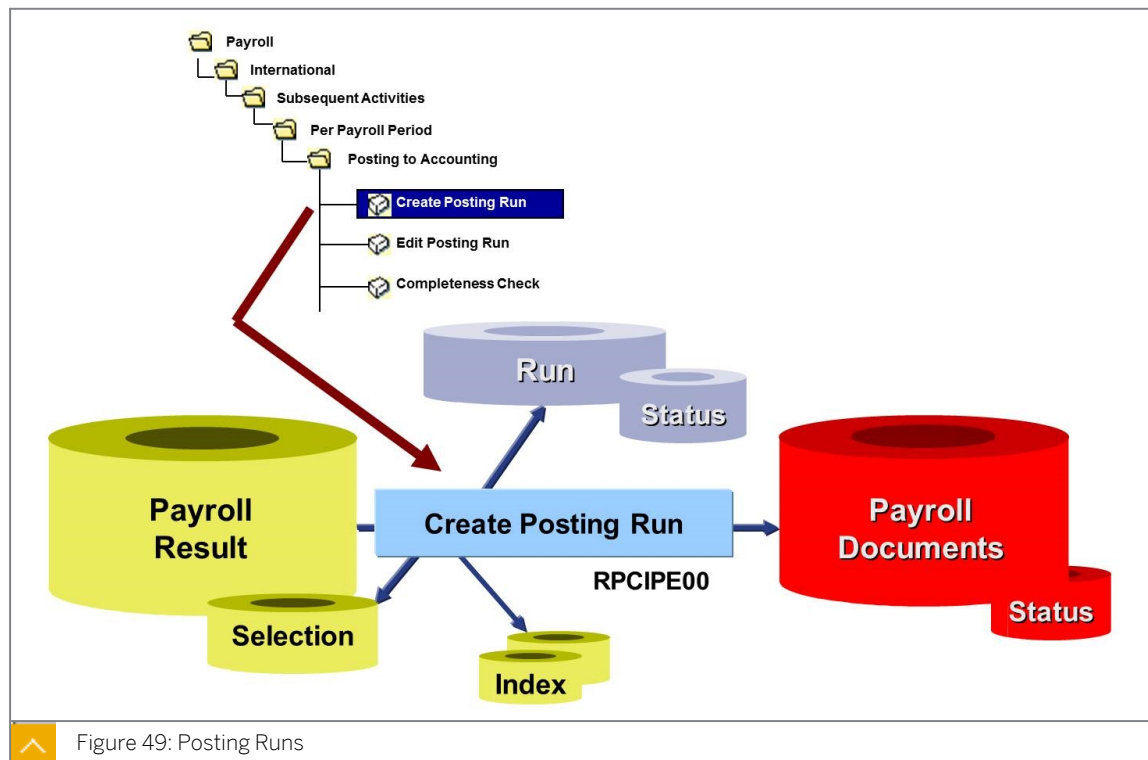 Payroll
International
Subsequent Activities
Per Payroll Period
Posting to Accounting
Create Posting Run
Edit Posting Run
Completeness Check
Run
Status
Payroll
Result
Create Posting Run
Payroll
Documents
RPCIPE00
Status
Selection
Index
Figure 49: Posting Runs